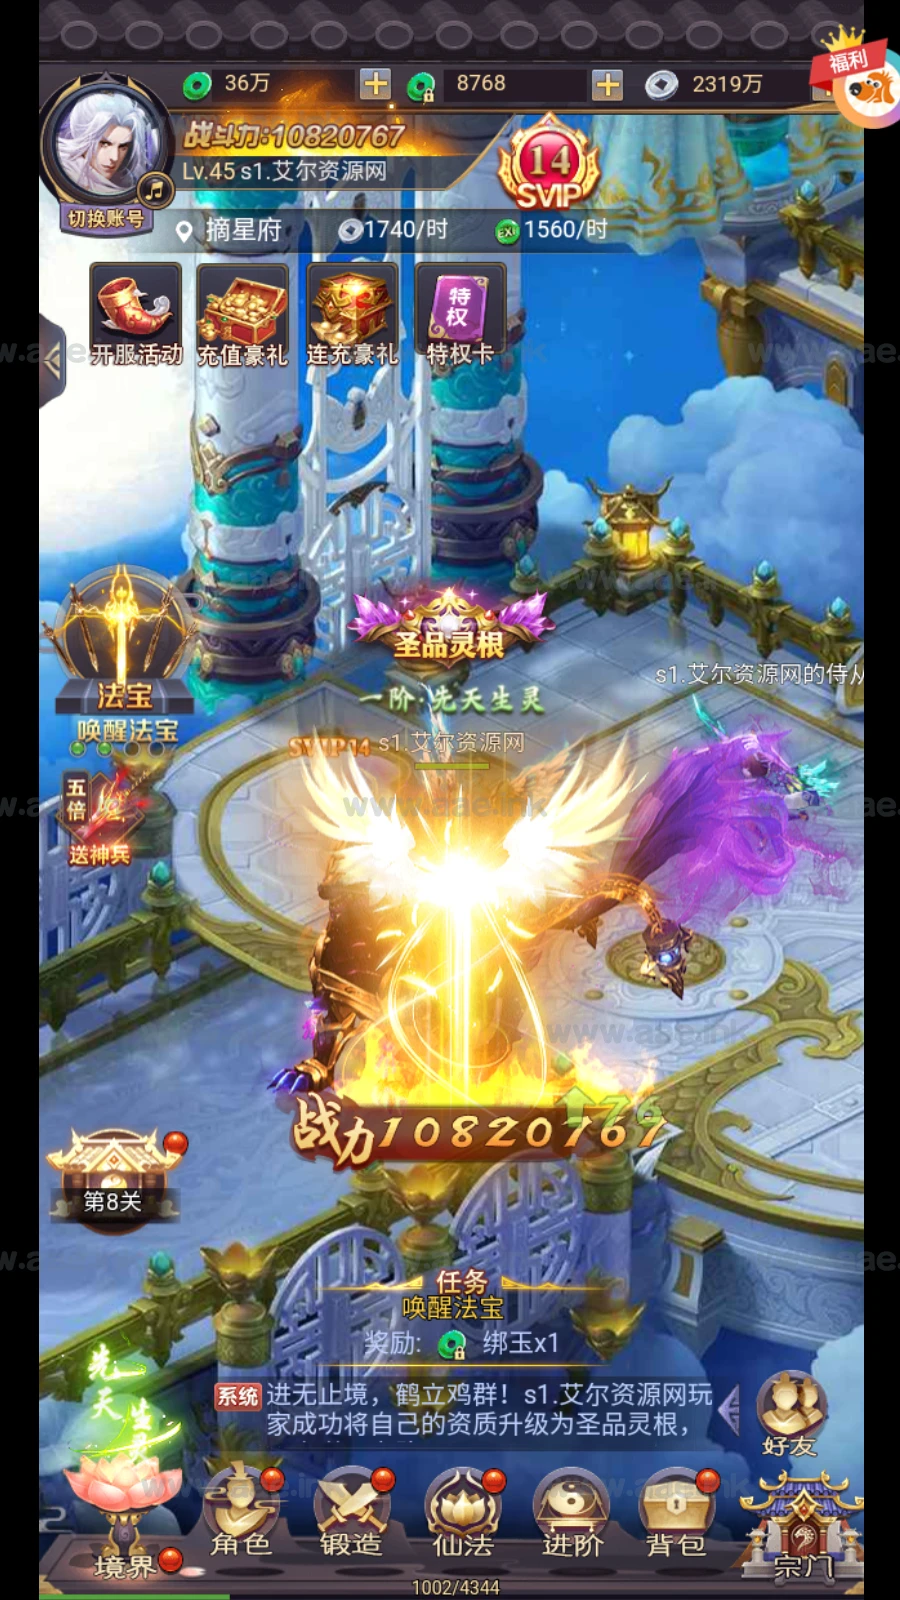 福利
36万
8768
2319万
战斗力:10820767
Lv.45 s1.艾尔资源网
14
SVIP
切换账号
摘星府
1740/时
EXP
1560/时
特权
开服活动
充值豪礼
连充豪礼
特权卡
圣品灵根
s1.艾尔资源网的侍从
法宝
唤醒法宝
一阶·先天生灵
SVIP14 s1.艾尔资源网
五倍
送神兵
www.aae.ink
www.aae.ink
战力10820767
76
第8关
任务
唤醒法宝
奖励: 绑玉x1
先天生灵
系统 进无止境，鹤立鸡群！s1.艾尔资源网玩
家成功将自己的资质升级为圣品灵根，
好友
境界
角色
锻造
仙法
进阶
背包
宗门
1002/4344